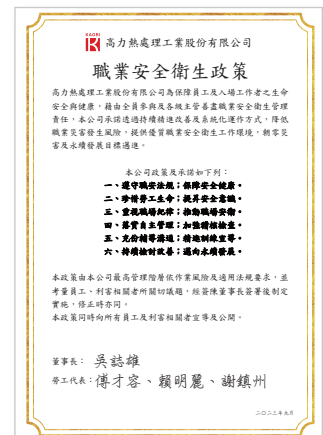 KAORI
高力熱處理工業股份有限公司
職業安全衛生政策
高力熱處理工業股份有限公司為保障員工及入場工作者之生命
安全與健康，藉由全員參與及各級主管善盡職業安全衛生管理
責任，本公司承諾透過持續精進改善及系統化運作方式，降低
職業災害發生風險，提供優質職業安全衛生工作環境，朝零災
害及永續發展目標邁進。
本公司政策及承諾如下列：
一、遵守職安法規；保障安全健康。
二、珍惜勞工生命；提昇安全意識。
三、重視職場紀律；推動職場安衛。
四、落實自主管理；加強稽核檢查。
五、充份輔導溝通；精進訓練宣導。
六、持續檢討改善；邁向永續發展。
本政策由本公司最高管理階層依作業風險及適用法規要求，並
考量員工、利害相關者所關切議題，經簽陳董事長簽署後制定
實施，修正時亦同。
本政策同時向所有員工及利害相關者宣導及公開。
董事長：吳誌雄
勞工代表：傅才容、賴明麗、謝鎮州
二〇二三年九月